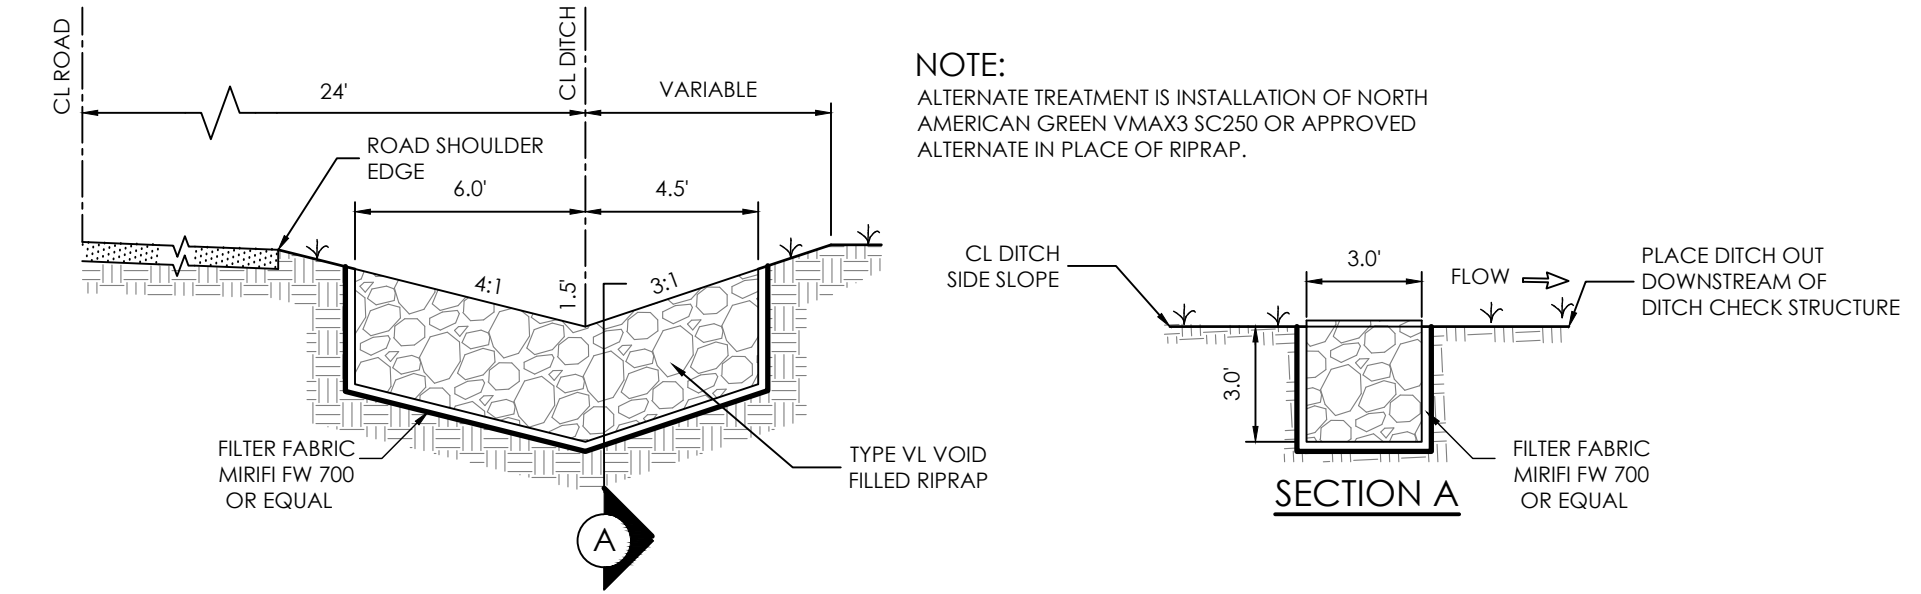 CL ROAD
24'
CL DITCH
VARIABLE
ROAD SHOULDER
EDGE
6.0'
4.5'
4:1
1.5'
3:1
FILTER FABRIC
MIRIFI FW 700
OR EQUAL
TYPE VL VOID
FILLED RIPRAP
A
NOTE:
ALTERNATE TREATMENT IS INSTALLATION OF NORTH
AMERICAN GREEN VMAX3 SC250 OR APPROVED
ALTERNATE IN PLACE OF RIPRAP.
CL DITCH
SIDE SLOPE
3.0'
FLOW
PLACE DITCH OUT
DOWNSTREAM OF
DITCH CHECK STRUCTURE
3.0'
FILTER FABRIC
MIRIFI FW 700
OR EQUAL
SECTION A